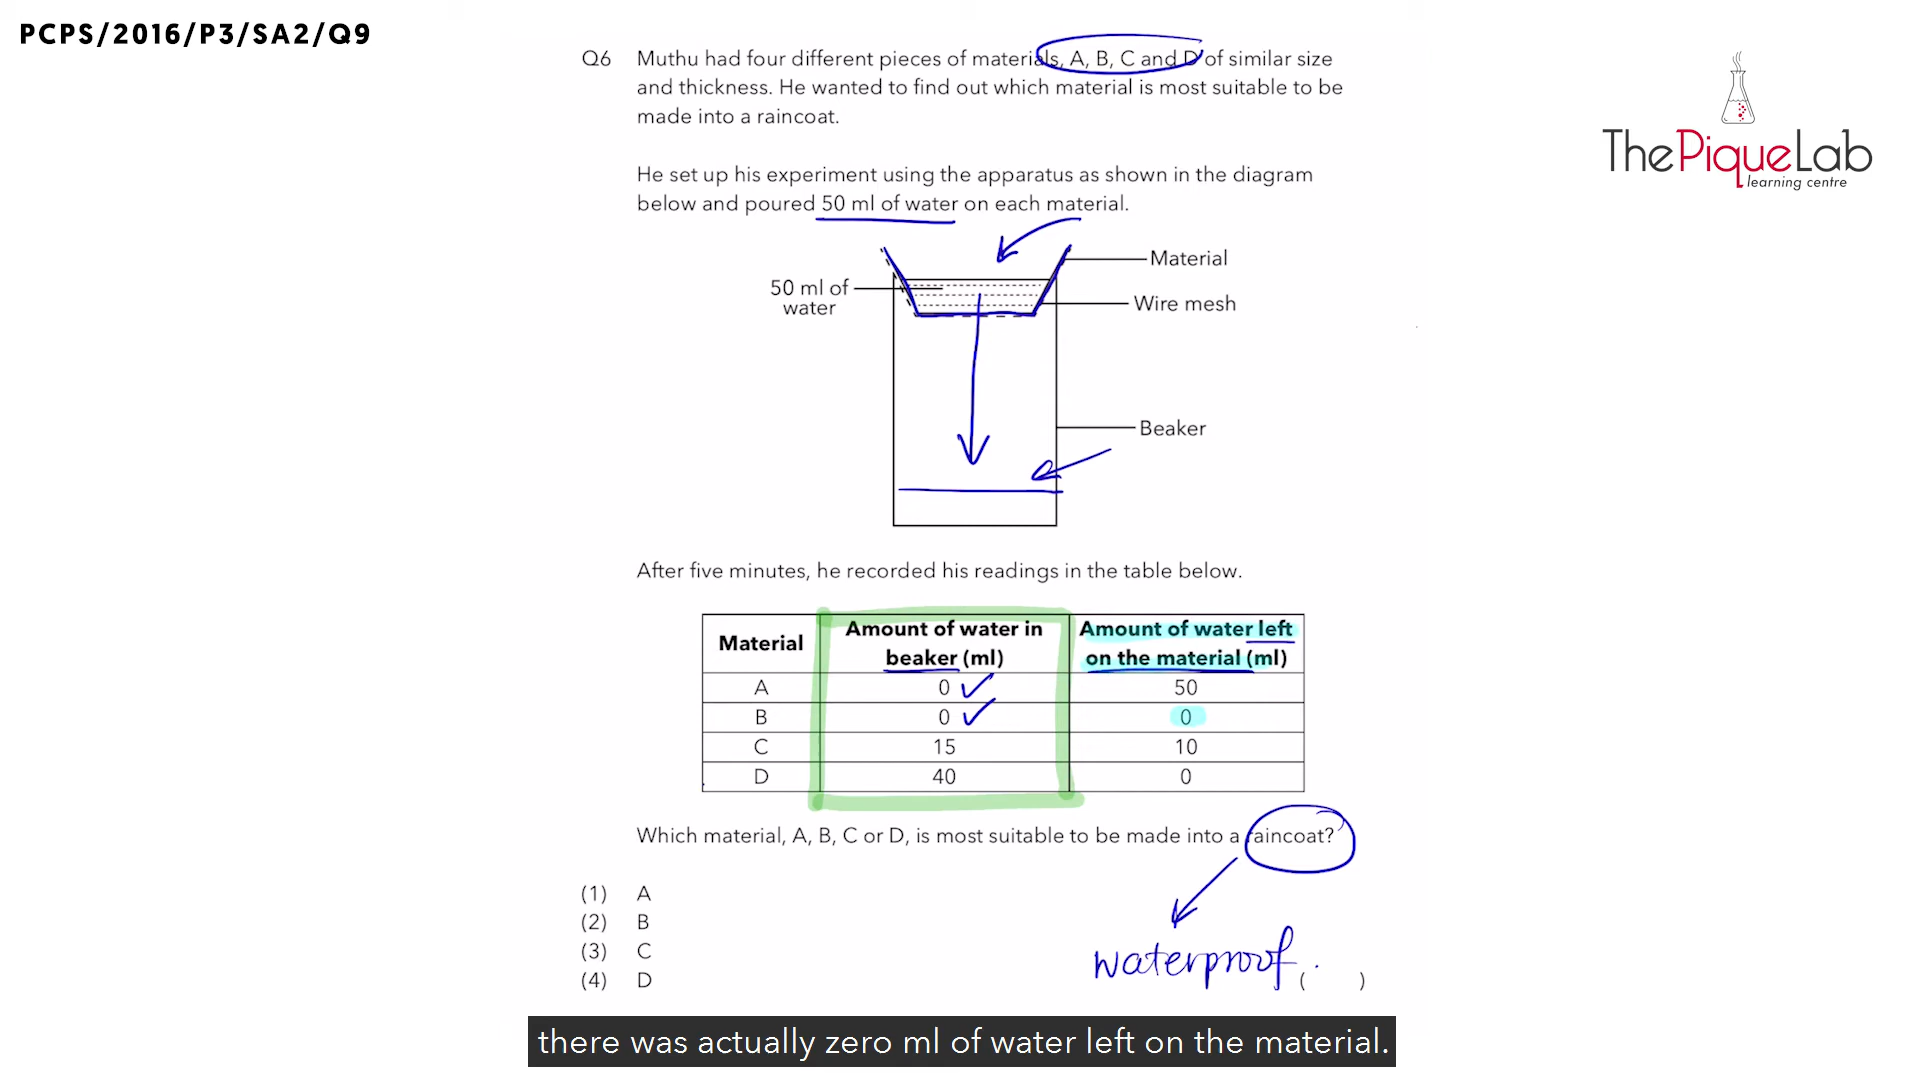 PCPS/2016/P3/SA2/Q9
Q6 Muthu had four different pieces of materials, A, B, C and D of similar size
and thickness. He wanted to find out which material is most suitable to be
made into a raincoat.
ThePiqueLab
learning centre
He set up his experiment using the apparatus as shown in the diagram
below and poured 50 ml of water on each material.
Material
50 ml of
water
Wire mesh
Beaker
After five minutes, he recorded his readings in the table below.
Material Amount of water in beaker (ml) Amount of water left on the material (ml)
A 0 50
B 0 0
C 15 10
D 40 0
Which material, A, B, C or D, is most suitable to be made into a raincoat?
(1) A
(2) B
(3) C
(4) D
waterproof.
( )
there was actually zero ml of water left on the material.